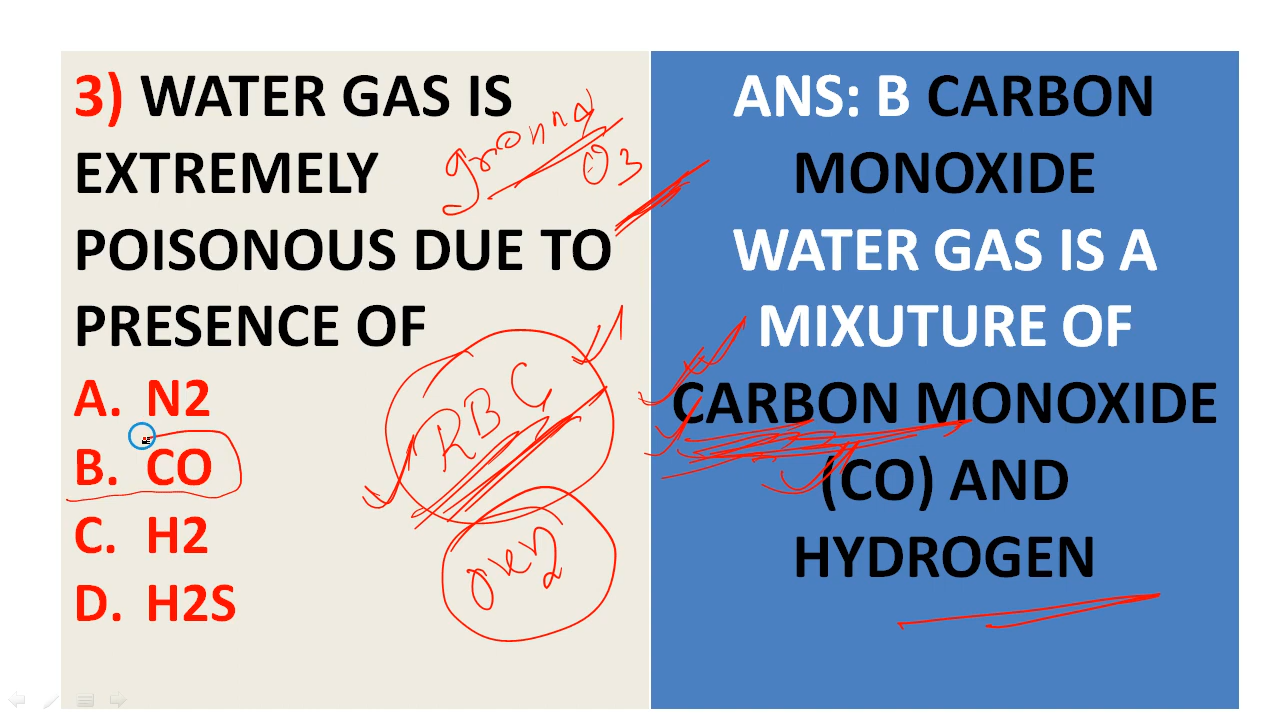 3) WATER GAS IS
EXTREMELY
POISONOUS DUE TO
PRESENCE OF
A. N2
B. CO
C. H2
D. H2S
O3
RBC
ANS: B CARBON
MONOXIDE
WATER GAS IS A
MIXUTURE OF
CARBON MONOXIDE
(CO) AND
HYDROGEN